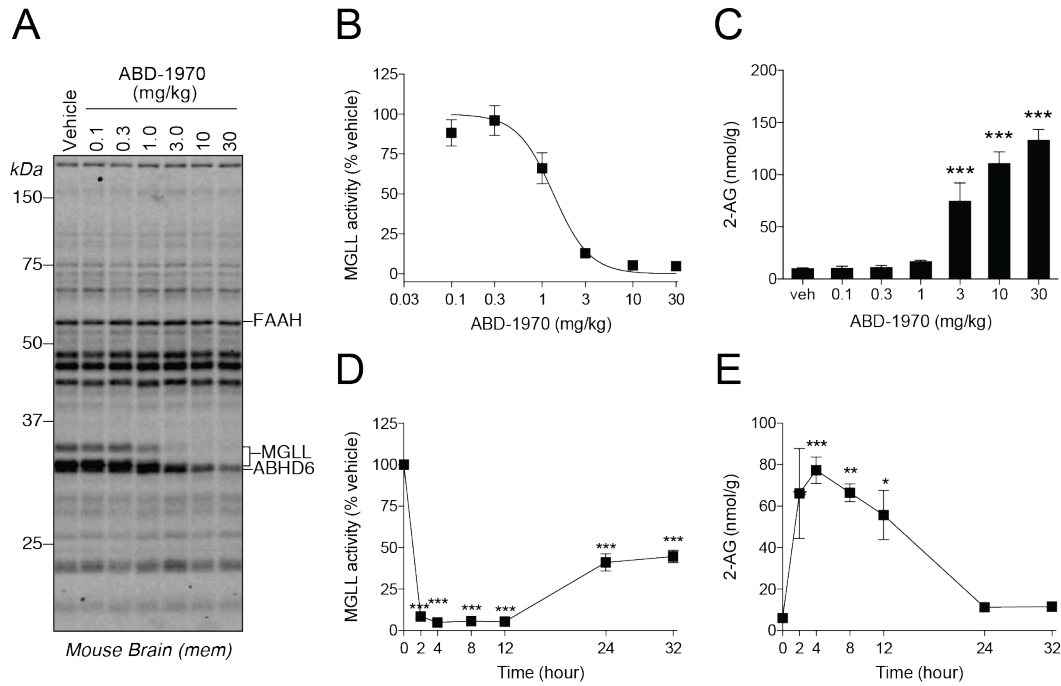 A
ABD-1970
(mg/kg)
Vehicle
0.1
0.3
1.0
3.0
10
30
kDa
150
75
50
37
25
FAAH
MGLL
ABHD6
Mouse Brain (mem)
B
MGLL activity (% vehicle)
125
100
75
50
25
0
0.03 0.1 0.3 1 3 10 30
ABD-1970 (mg/kg)
C
2-AG (nmol/g)
200
150
100
50
0
*** *** ***
veh 0.1 0.3 1 3 10 30
ABD-1970 (mg/kg)
D
MGLL activity (% vehicle)
125
100
75
50
25
0
*** *** *** *** *** ***
0 2 4 8 12 24 32
Time (hour)
E
2-AG (nmol/g)
100
80
60
40
20
0
* *** ** *
0 2 4 8 12 24 32
Time (hour)